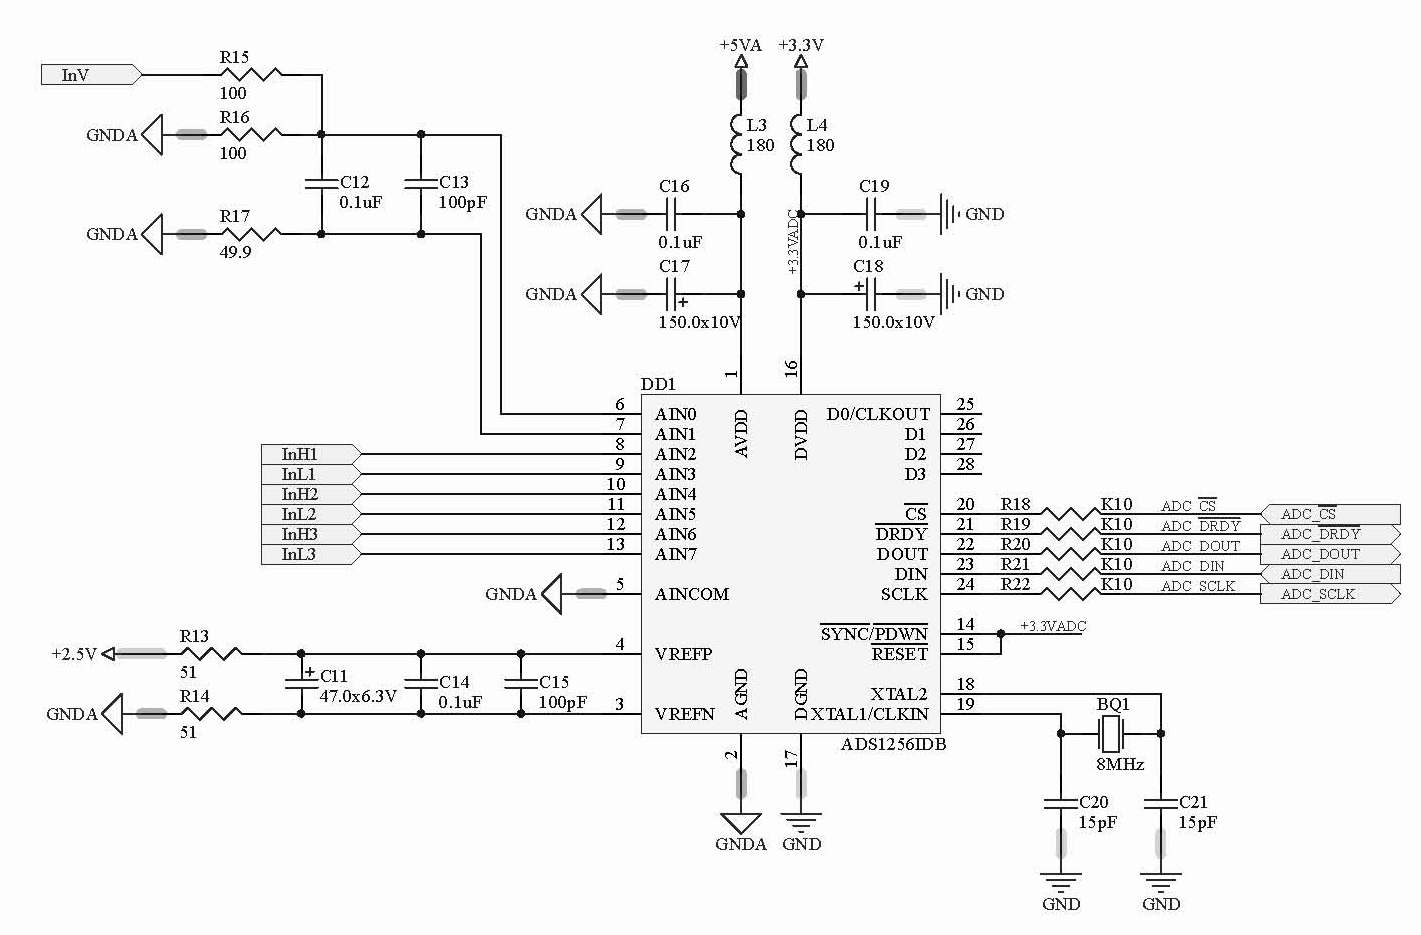 +5VA +3.3V
R15
InV
100
R16
GNDA
100
L3 L4
180 180
C12 C13
0.1uF 100pF
C16 C19
R17
GNDA
49.9
GNDA GND
0.1uF 0.1uF
+3.3VADC
C17 C18
GNDA + + GND
150.0x10V 150.0x10V
1 16
DD1
6 AIN0 AVDD DVDD D0/CLKOUT 25
7 AIN1 D1 26
InH1 8 AIN2 D2 27
InL1 9 AIN3 D3 28
InH2 10 AIN4
InL2 11 AIN5 CS 20 R18 K10 ADC CS ADC_CS
InH3 12 AIN6 DRDY 21 R19 K10 ADC DRDY ADC_DRDY
InL3 13 AIN7 DOUT 22 R20 K10 ADC DOUT ADC_DOUT
DIN 23 R21 K10 ADC DIN ADC_DIN
GNDA 5 AINCOM SCLK 24 R22 K10 ADC SCLK ADC_SCLK
SYNC/PDWN 14 +3.3VADC
R13
+2.5V 4 VREFP RESET 15
51
+ C11 C14 C15
47.0x6.3V 0.1uF 100pF
R14
AGND DGND
XTAL2 18
GNDA 3 VREFN XTAL1/CLKIN 19
51
BQ1
ADS1256IDB
2 17
8MHz
C20 C21
15pF 15pF
GNDA GND
GND GND